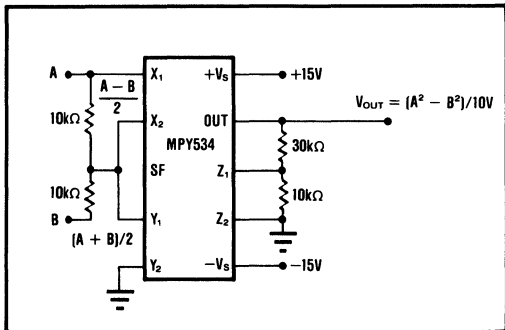 A
A − B
2
10kΩ
10kΩ
B
(A + B)/2
X₁
X₂
SF
Y₁
Y₂
MPY534
+Vₛ
OUT
Z₁
Z₂
−Vₛ
+15V
V_OUT = (A² − B²)/10V
30kΩ
10kΩ
−15V